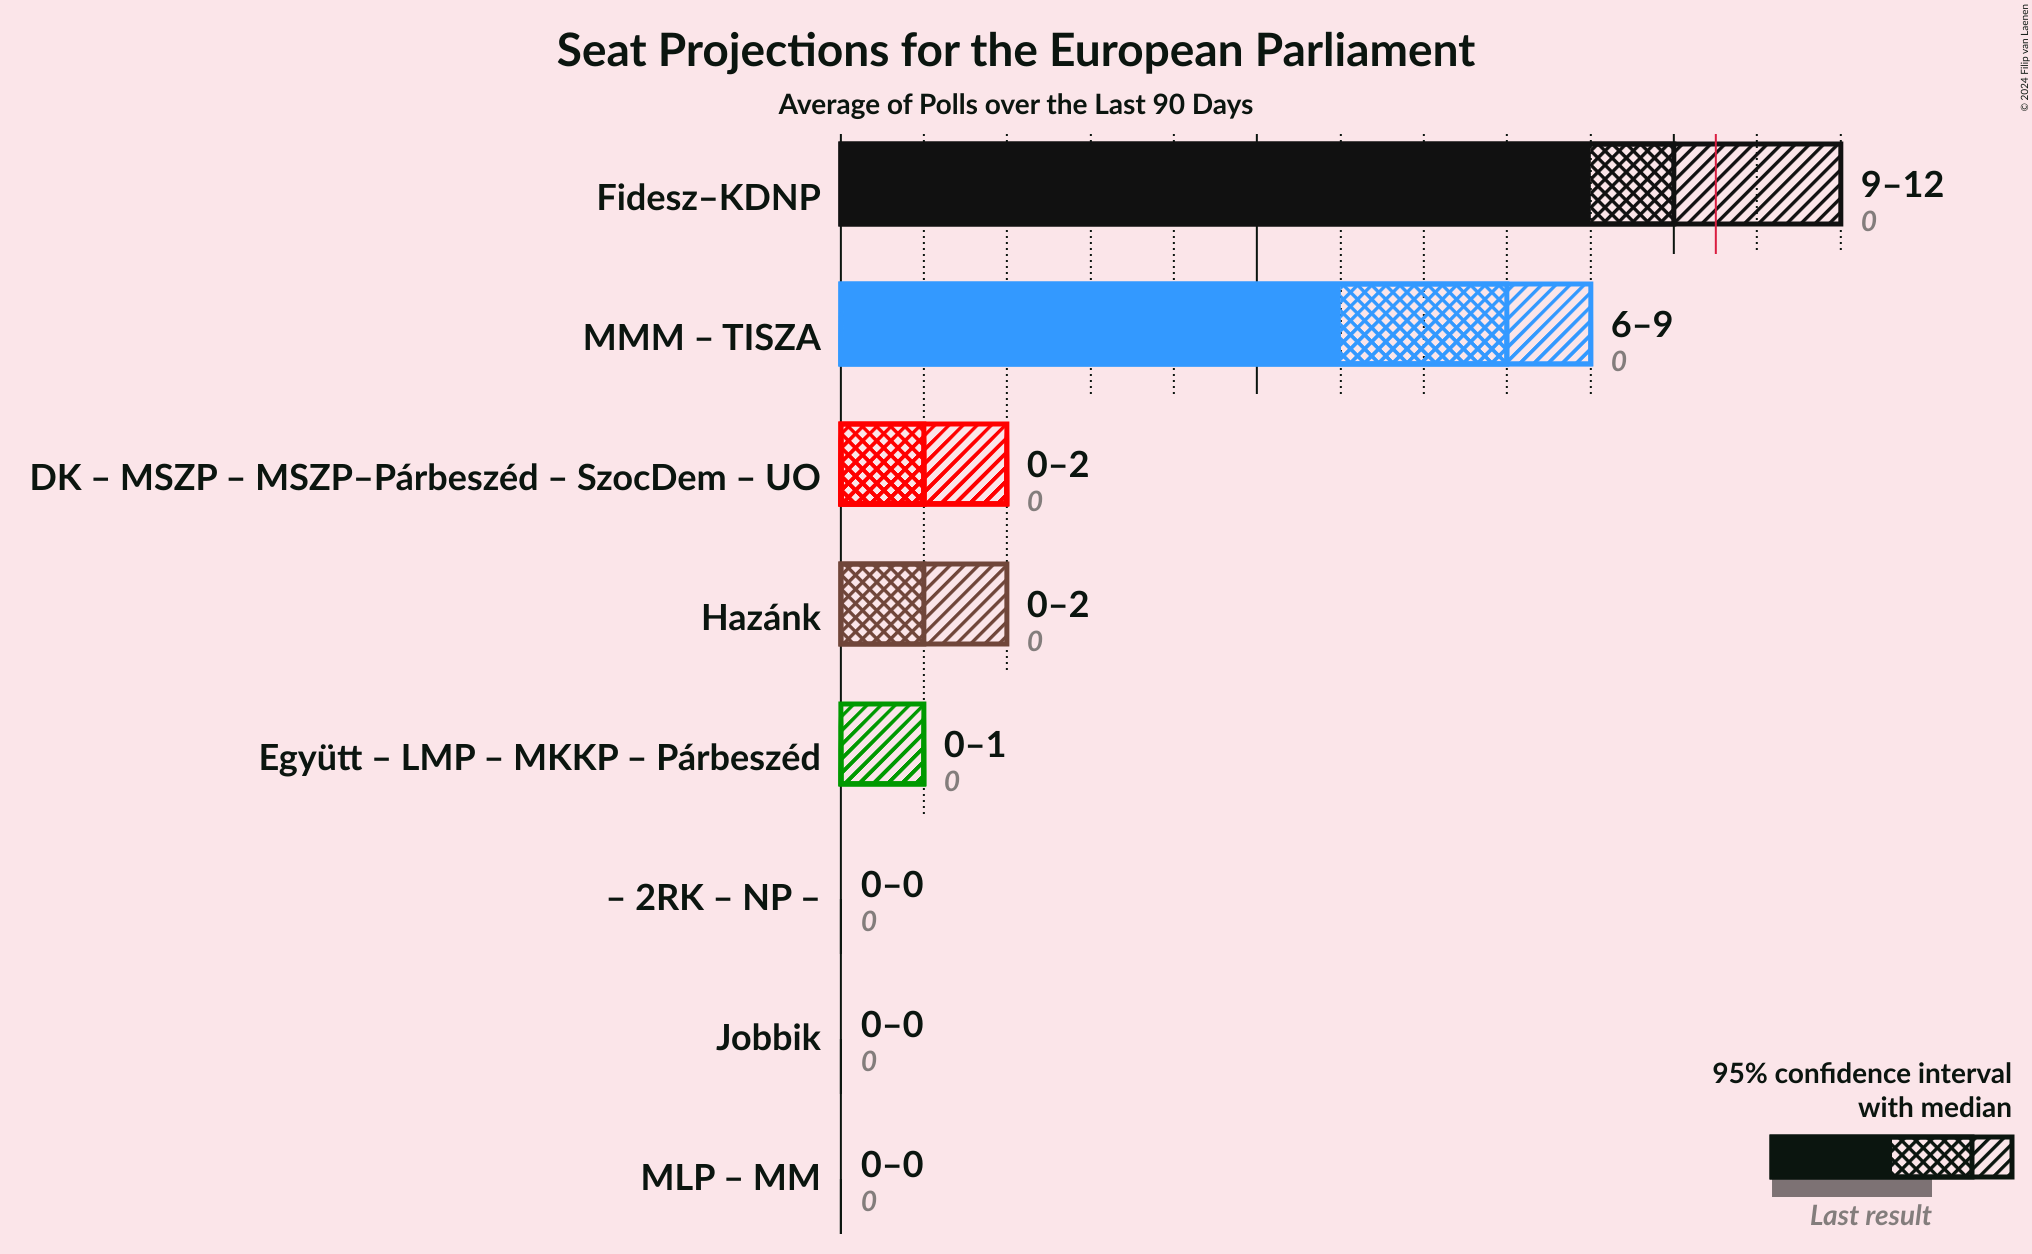 Seat Projections for the European Parliament
Average of Polls over the Last 90 Days
© 2024 Filip van Laenen
Fidesz–KDNP
9–12
0
MMM – TISZA
6–9
0
DK – MSZP – MSZP–Párbeszéd – SzocDem – UO
0–2
0
Hazánk
0–2
0
Együtt – LMP – MKKP – Párbeszéd
0–1
0
– 2RK – NP –
0–0
0
Jobbik
0–0
0
MLP – MM
0–0
0
95% confidence interval
with median
Last result